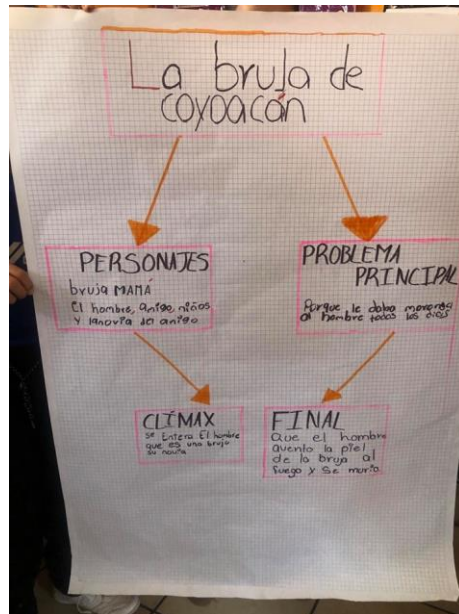 La bruja de
coyoacán
PERSONAJES
bruja MAMÁ
El hombre, amigo, niños
y lanovia del amigo
PROBLEMA
PRINCIPAL
Porque le daba moronga
al hombre todos los dias
CLÍMAX
se Entera El hombre
que es una bruja
su novia
FINAL
Que el hombre
avento la piel
de la bruja al
fuego y se murio